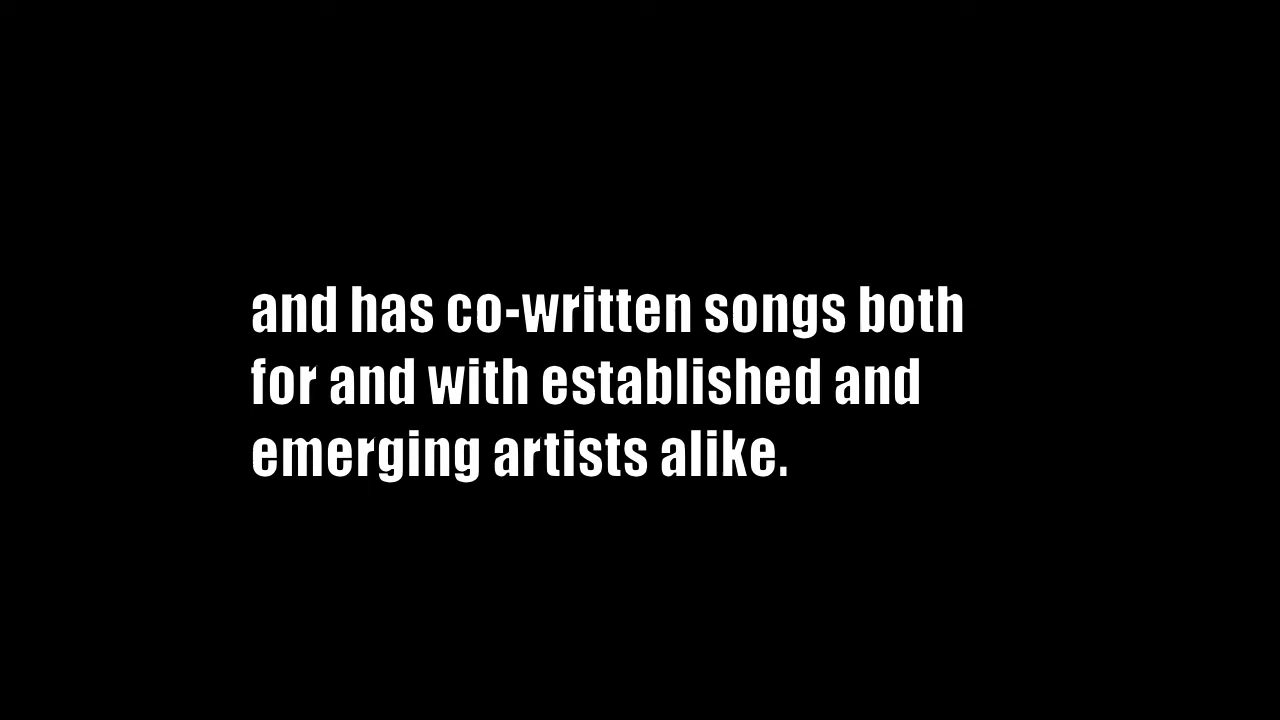 and has co-written songs both
for and with established and
emerging artists alike.